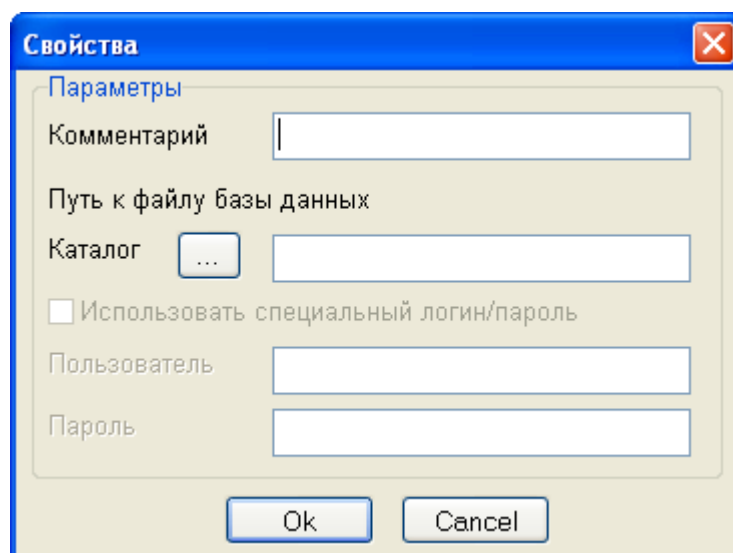 Свойства
Параметры
Комментарий
Путь к файлу базы данных
Каталог ...
Использовать специальный логин/пароль
Пользователь
Пароль
Ok Cancel